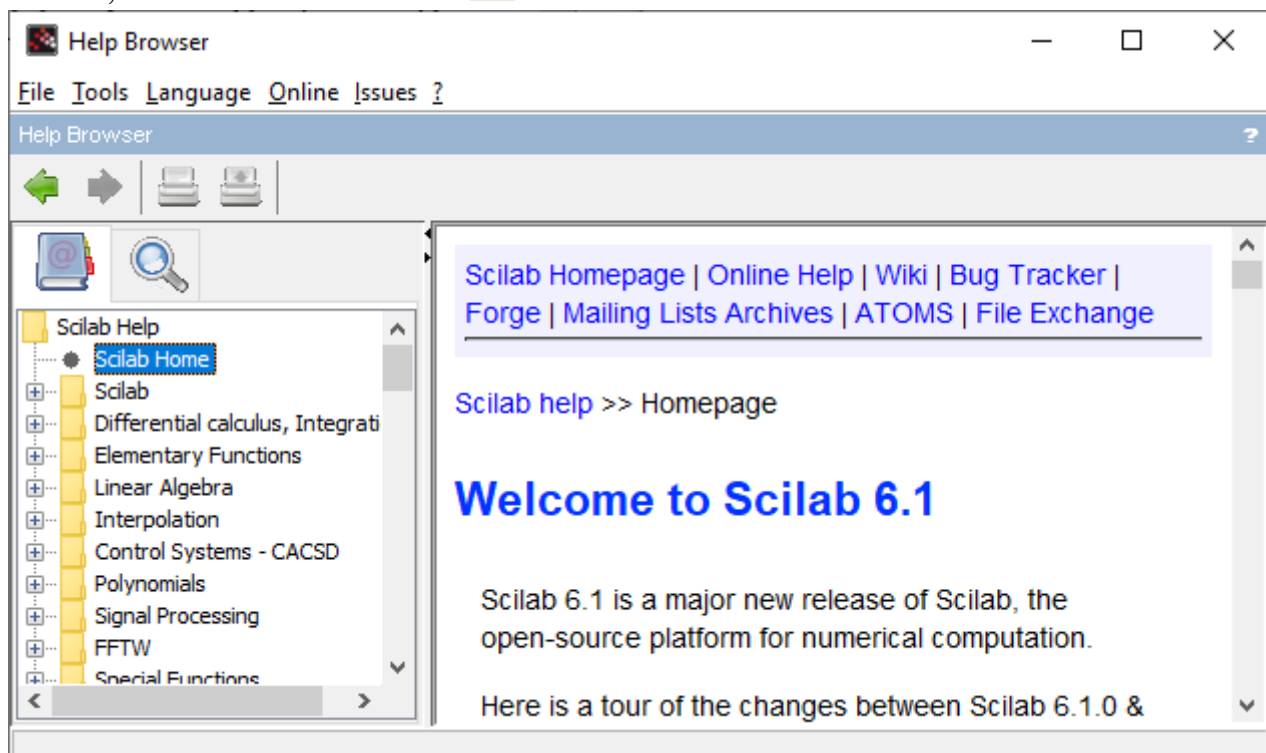 Help Browser
File Tools Language Online Issues ?
Help Browser
?
Scilab Help
Scilab Home
Scilab
Differential calculus, Integrati
Elementary Functions
Linear Algebra
Interpolation
Control Systems - CACSD
Polynomials
Signal Processing
FFTW
Special Functions
Scilab Homepage | Online Help | Wiki | Bug Tracker |
Forge | Mailing Lists Archives | ATOMS | File Exchange
Scilab help >> Homepage
Welcome to Scilab 6.1
Scilab 6.1 is a major new release of Scilab, the
open-source platform for numerical computation.
Here is a tour of the changes between Scilab 6.1.0 &